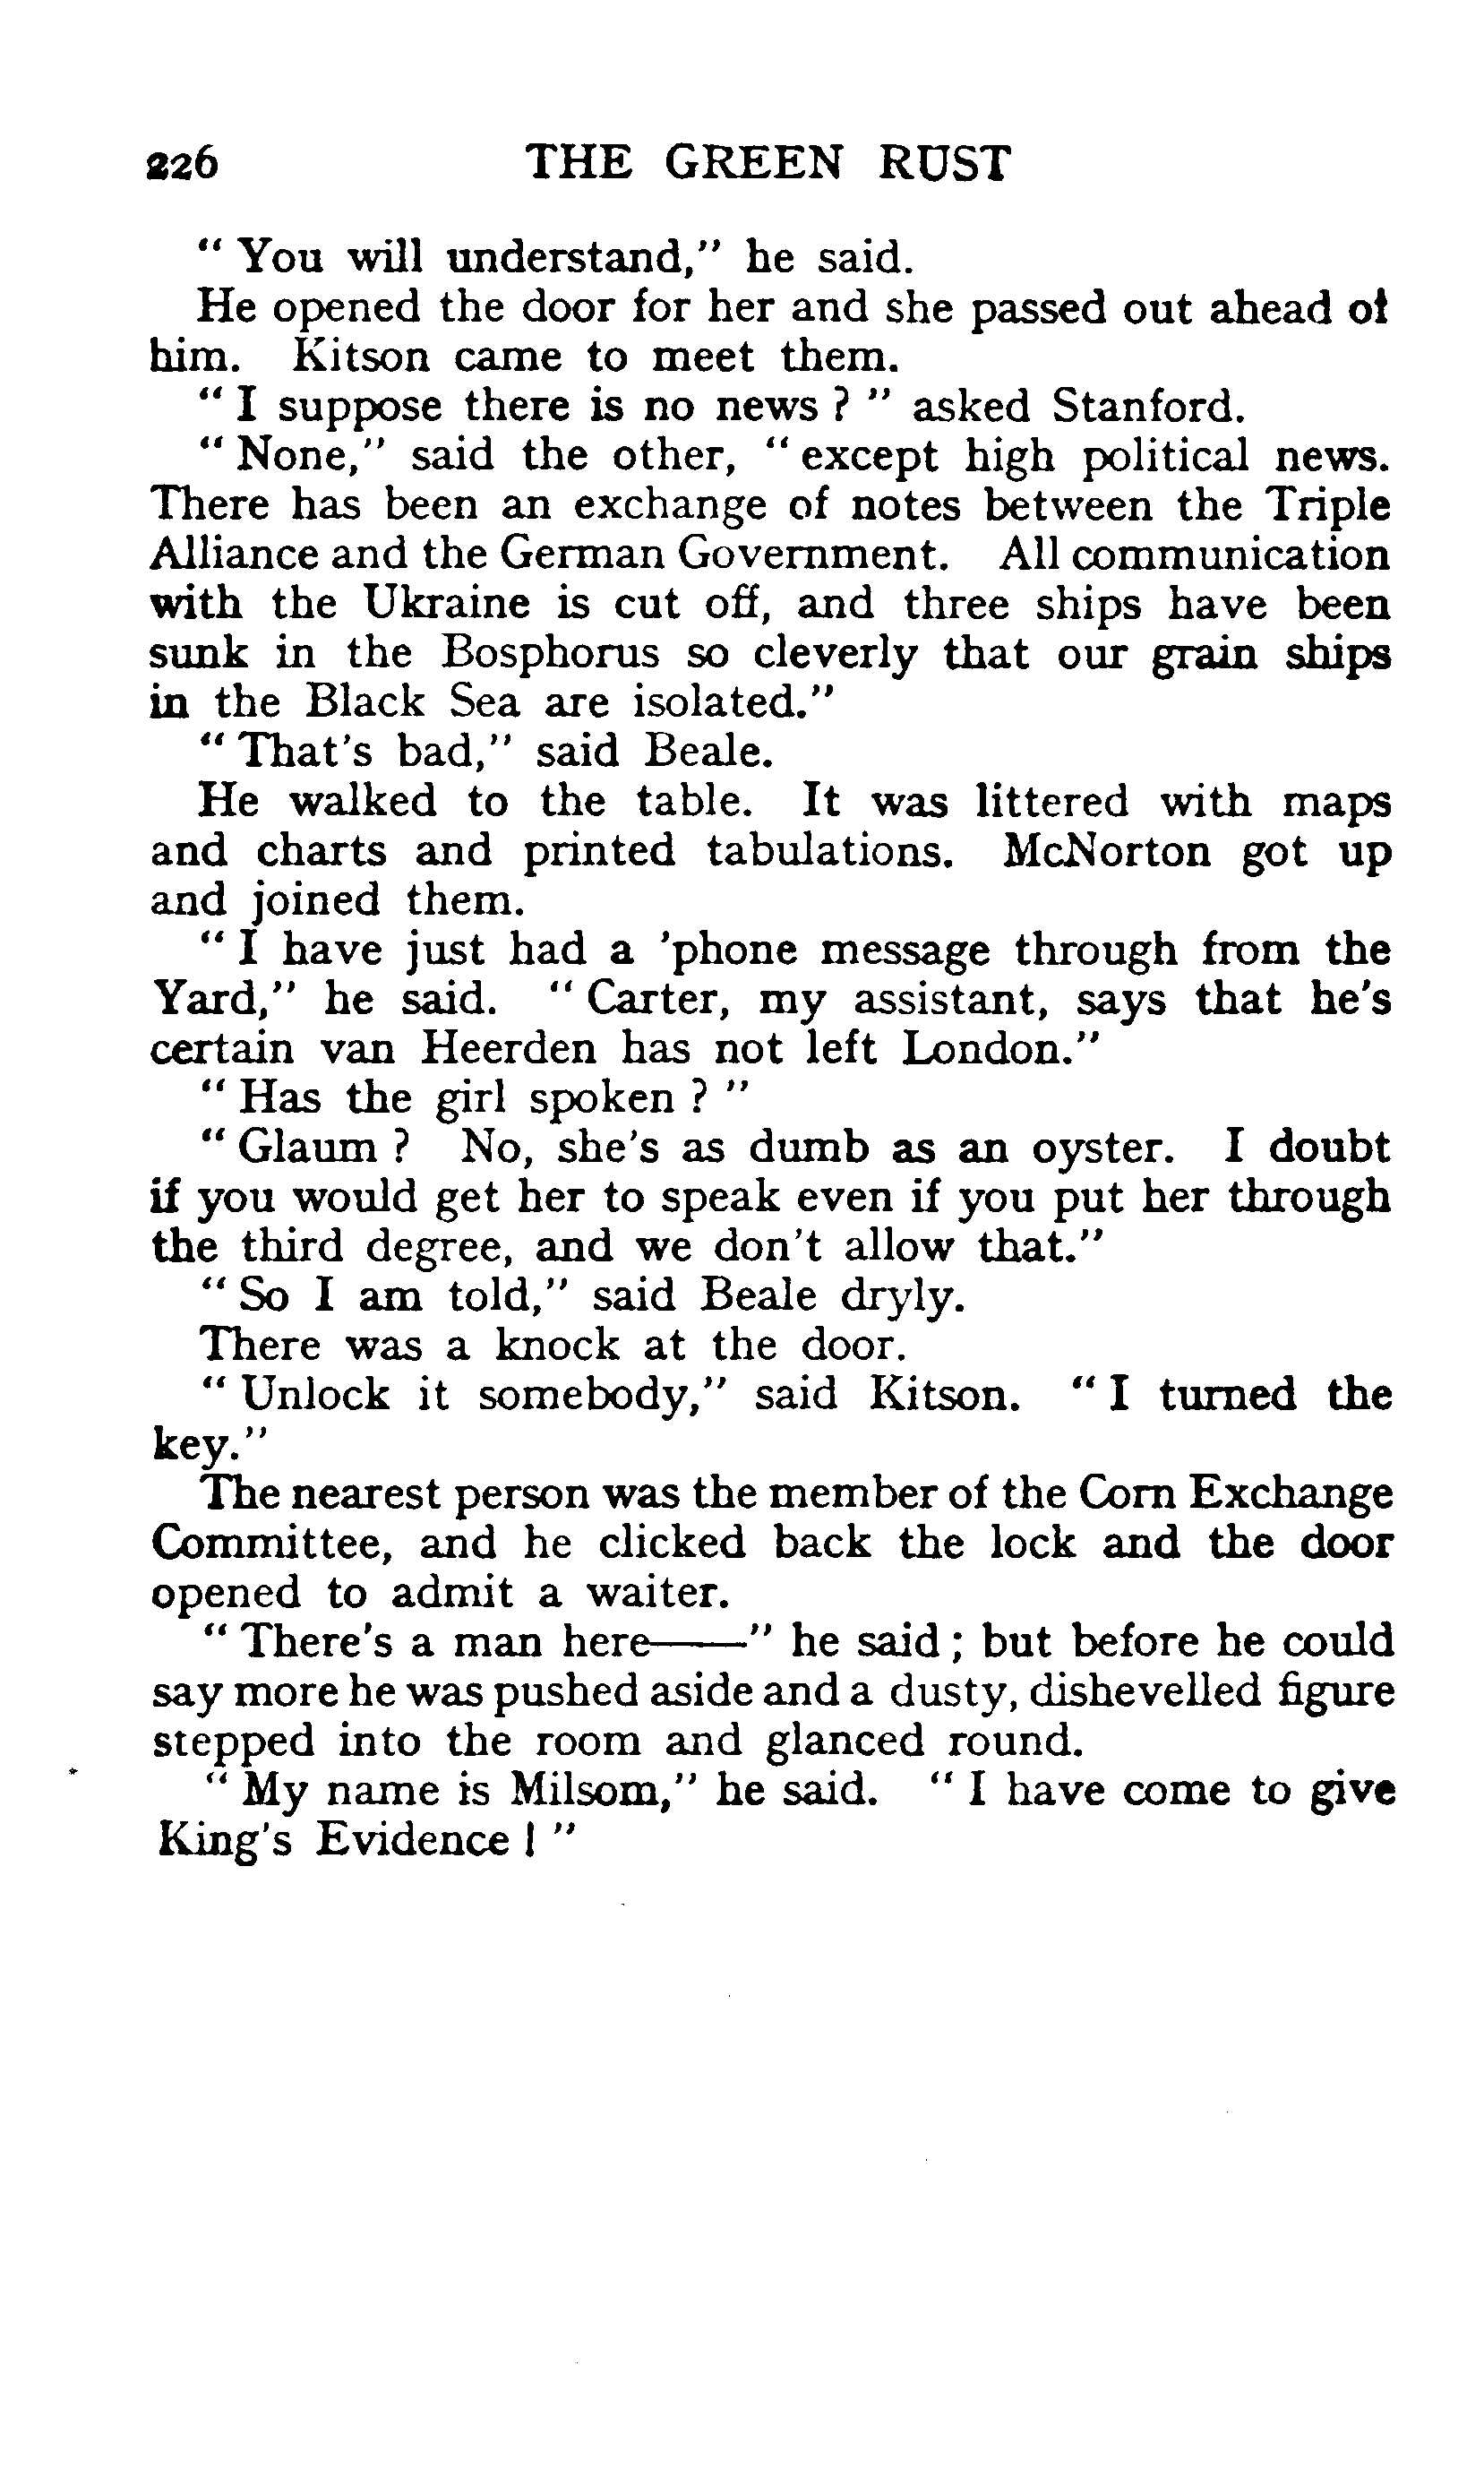 226 THE GREEN RUST
" You will understand," he said.
He opened the door for her and she passed out ahead of
him. Kitson came to meet them.
" I suppose there is no news ? " asked Stanford.
" None," said the other, " except high political news.
There has been an exchange of notes between the Triple
Alliance and the German Government. All communication
with the Ukraine is cut off, and three ships have been
sunk in the Bosphorus so cleverly that our grain ships
in the Black Sea are isolated."
" That's bad," said Beale.
He walked to the table. It was littered with maps
and charts and printed tabulations. McNorton got up
and joined them.
" I have just had a 'phone message through from the
Yard," he said. " Carter, my assistant, says that he's
certain van Heerden has not left London."
" Has the girl spoken ? "
" Glaum ? No, she's as dumb as an oyster. I doubt
if you would get her to speak even if you put her through
the third degree, and we don't allow that."
" So I am told," said Beale dryly.
There was a knock at the door.
" Unlock it somebody," said Kitson. " I turned the
key."
The nearest person was the member of the Corn Exchange
Committee, and he clicked back the lock and the door
opened to admit a waiter.
" There's a man here——" he said ; but before he could
say more he was pushed aside and a dusty, dishevelled figure
stepped into the room and glanced round.
" My name is Milsom," he said. " I have come to give
King's Evidence ! "